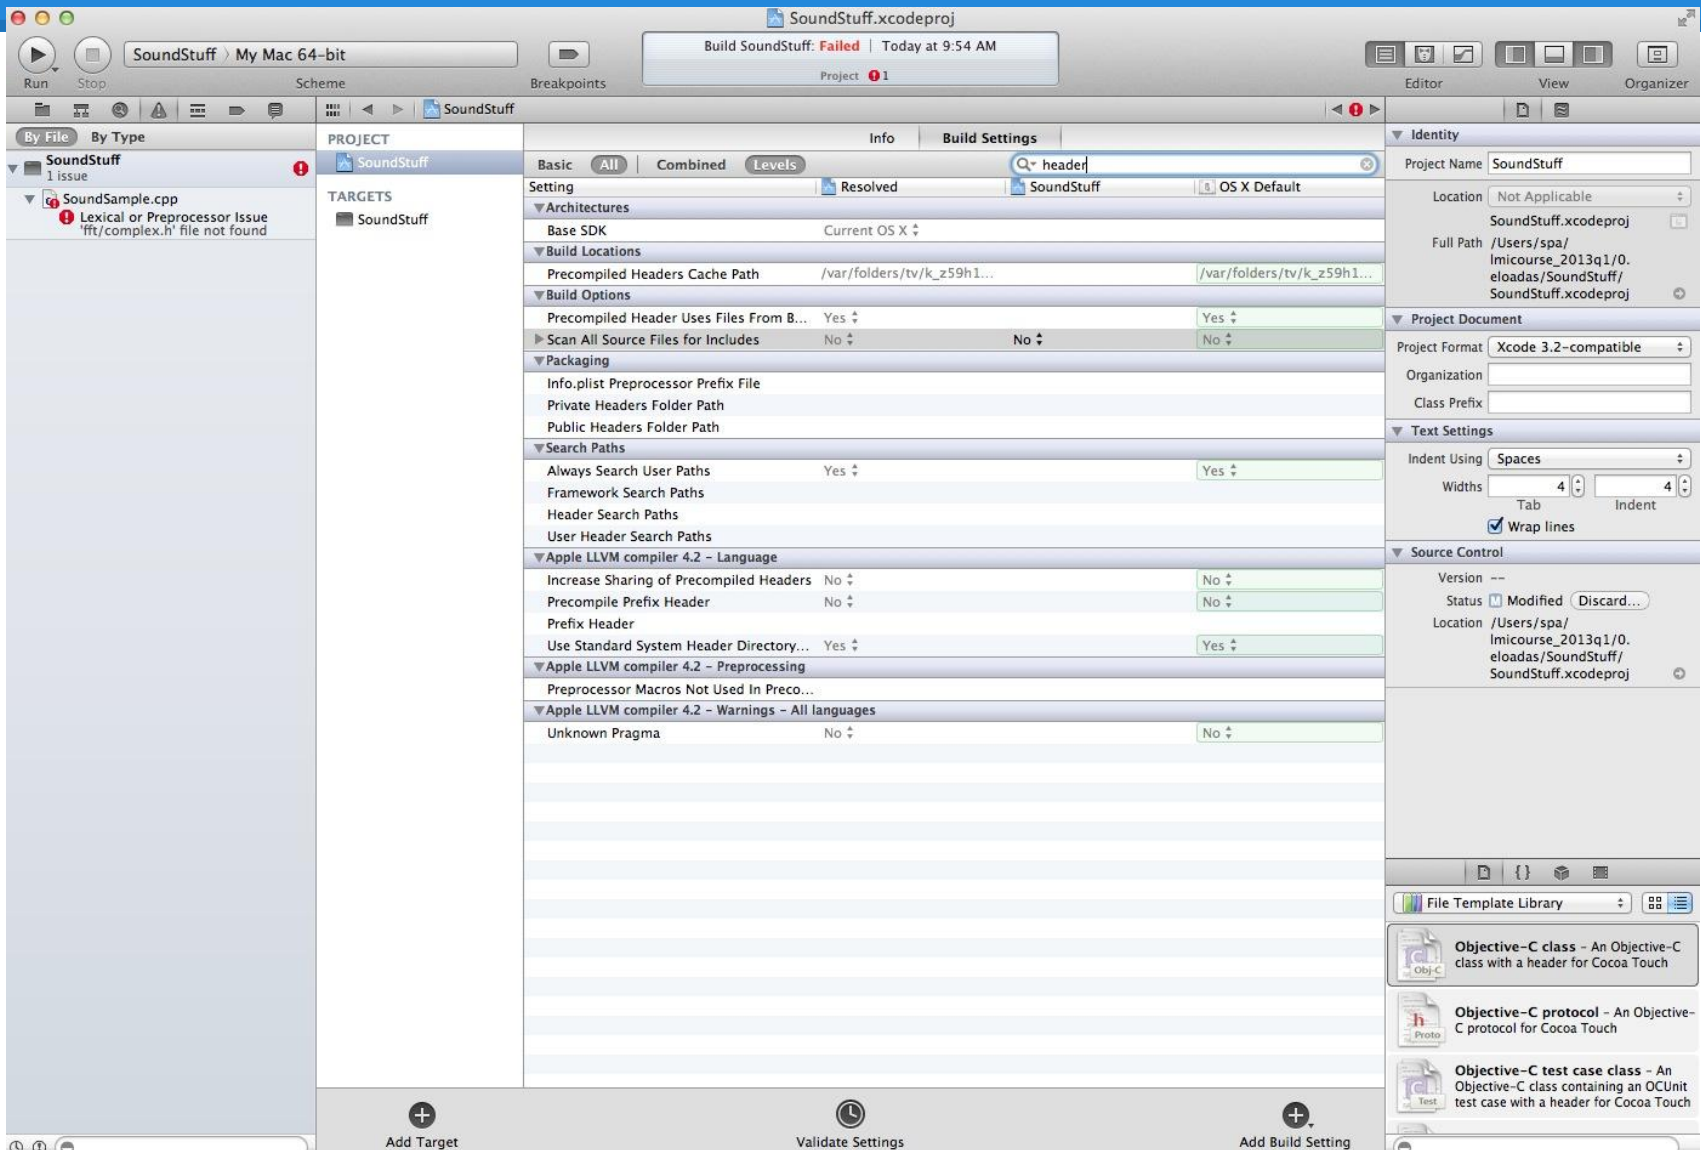 SoundStuff.xcodeproj
SoundStuff My Mac 64-bit
Build SoundStuff: Failed | Today at 9:54 AM
Project 1
Run Stop Scheme Breakpoints Editor View Organizer
SoundStuff
By File By Type
SoundStuff
1 issue
SoundSample.cpp
Lexical or Preprocessor Issue
'fft/complex.h' file not found
PROJECT
SoundStuff
TARGETS
SoundStuff
Info Build Settings
Basic All Combined Levels header
Setting Resolved SoundStuff OS X Default
Architectures
Base SDK Current OS X
Build Locations
Precompiled Headers Cache Path /var/folders/tv/k_z59h1... /var/folders/tv/k_z59h1...
Build Options
Precompiled Header Uses Files From B... Yes Yes
Scan All Source Files for Includes No No No
Packaging
Info.plist Preprocessor Prefix File
Private Headers Folder Path
Public Headers Folder Path
Search Paths
Always Search User Paths Yes Yes
Framework Search Paths
Header Search Paths
User Header Search Paths
Apple LLVM compiler 4.2 – Language
Increase Sharing of Precompiled Headers No No
Precompile Prefix Header No No
Prefix Header
Use Standard System Header Directory... Yes Yes
Apple LLVM compiler 4.2 – Preprocessing
Preprocessor Macros Not Used In Preco...
Apple LLVM compiler 4.2 – Warnings – All languages
Unknown Pragma No No
Add Target Validate Settings Add Build Setting
Identity
Project Name SoundStuff
Location Not Applicable
SoundStuff.xcodeproj
Full Path /Users/spa/
lmicourse_2013q1/0.
eloadas/SoundStuff/
SoundStuff.xcodeproj
Project Document
Project Format Xcode 3.2-compatible
Organization
Class Prefix
Text Settings
Indent Using Spaces
Widths 4 4
Tab Indent
Wrap lines
Source Control
Version --
Status M Modified Discard...
Location /Users/spa/
lmicourse_2013q1/0.
eloadas/SoundStuff/
SoundStuff.xcodeproj
{}
File Template Library
Obj-C
Objective-C class – An Objective-C
class with a header for Cocoa Touch
h
Proto
Objective-C protocol – An Objective-
C protocol for Cocoa Touch
Test
Objective-C test case class – An
Objective-C class containing an OCUnit
test case with a header for Cocoa Touch